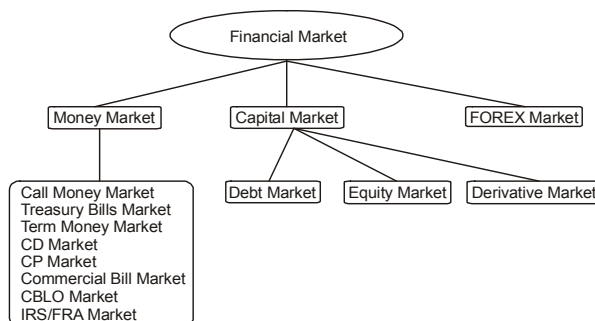 Financial Market
Money Market
Capital Market
FOREX Market
Call Money Market
Treasury Bills Market
Term Money Market
CD Market
CP Market
Commercial Bill Market
CBLO Market
IRS/FRA Market
Debt Market
Equity Market
Derivative Market